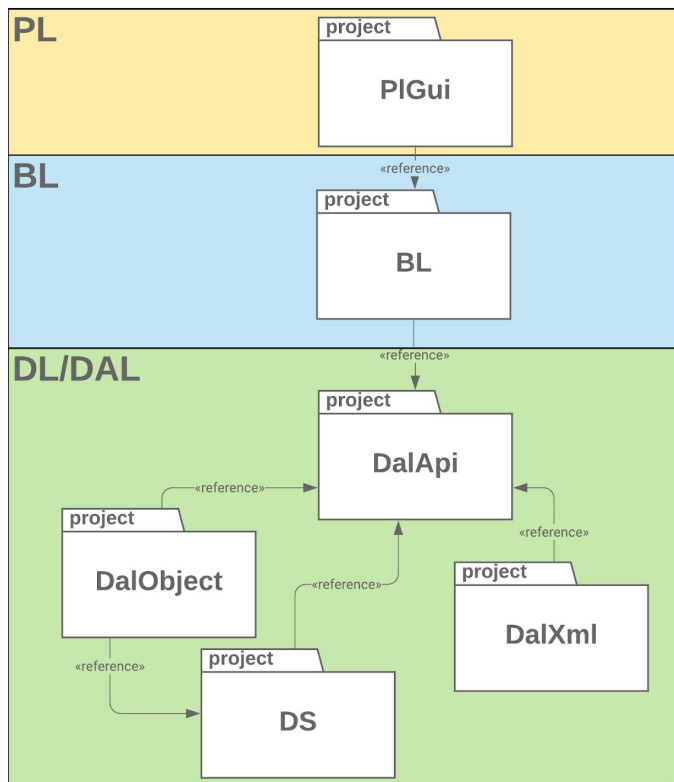 PL
project
PlGui
«reference»
BL
project
BL
«reference»
DL/DAL
project
DalApi
«reference»
project
DalObject
«reference»
«reference»
project
DalXml
«reference»
project
DS